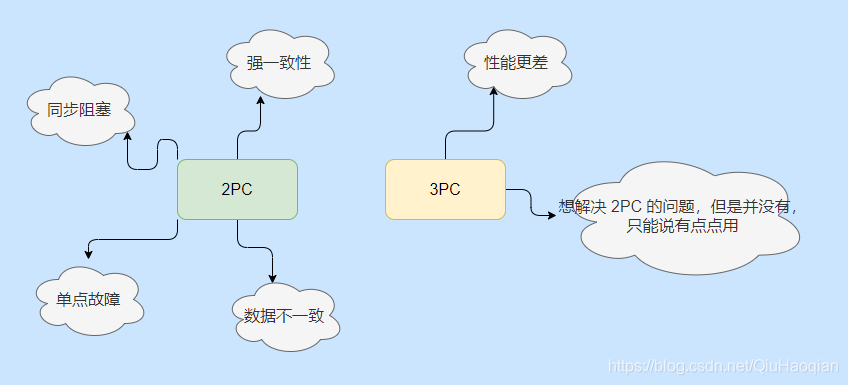 强一致性
性能更差
同步阻塞
2PC
3PC
想解决 2PC 的问题，但是并没有，
只能说有点点用
单点故障
数据不一致
https://blog.csdn.net/QiuHaoqian